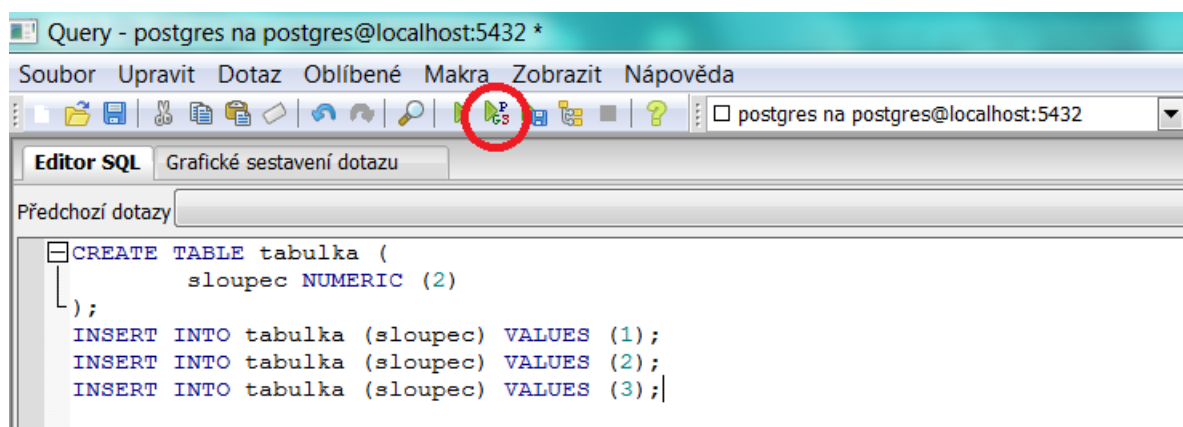 Query - postgres na postgres@localhost:5432 *
Soubor Upravit Dotaz Oblíbené Makra Zobrazit Nápověda
postgres na postgres@localhost:5432
Editor SQL Grafické sestavení dotazu
Předchozí dotazy
CREATE TABLE tabulka (
sloupec NUMERIC (2)
);
INSERT INTO tabulka (sloupec) VALUES (1);
INSERT INTO tabulka (sloupec) VALUES (2);
INSERT INTO tabulka (sloupec) VALUES (3);